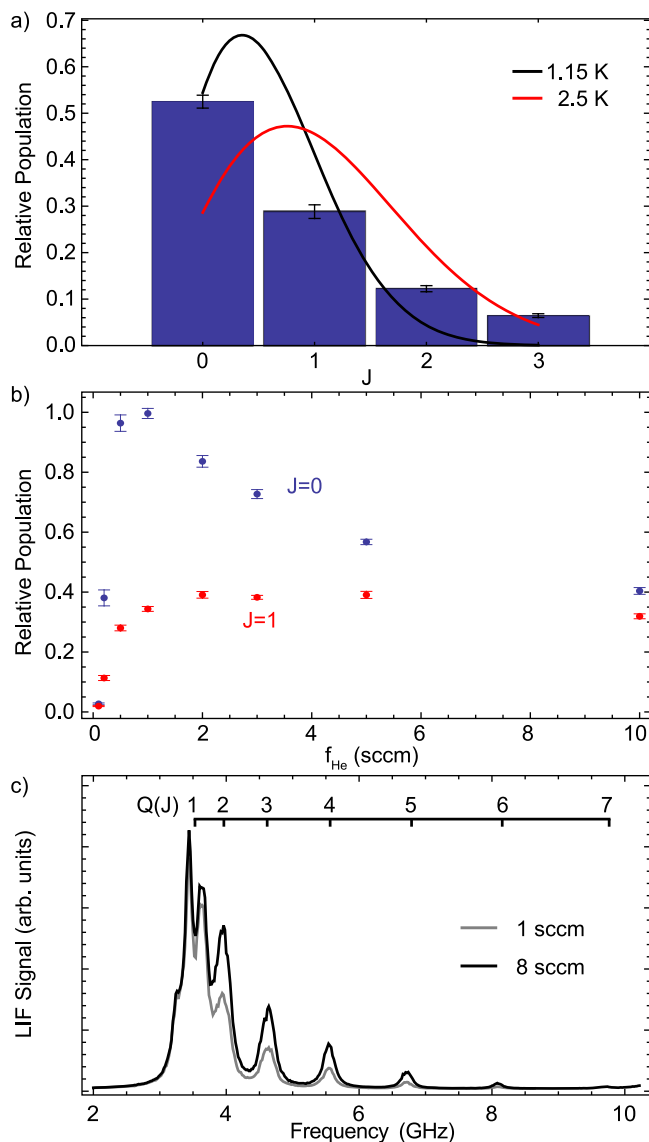 a)
0.7
0.6
0.5
0.4
0.3
0.2
0.1
0.0
Relative Population
1.15 K
2.5 K
0 1 2 3
J
b)
1.0
0.8
0.6
0.4
0.2
0.0
Relative Population
J=0
J=1
0 2 4 6 8 10
f_He (sccm)
c)
Q(J) 1 2 3 4 5 6 7
LIF Signal (arb. units)
1 sccm
8 sccm
2 4 6 8 10
Frequency (GHz)